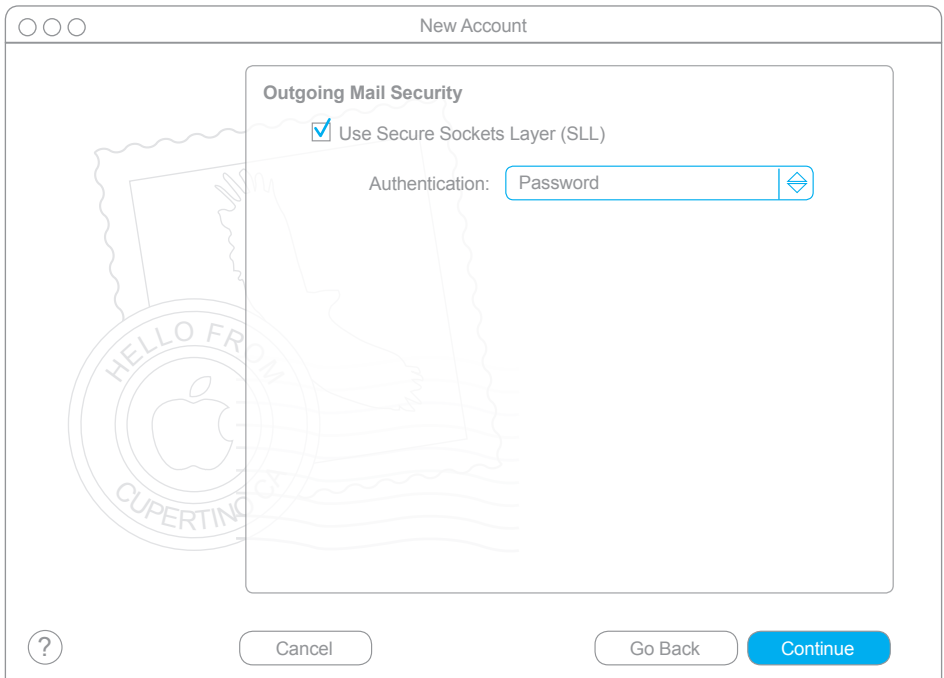 New Account
Outgoing Mail Security
Use Secure Sockets Layer (SLL)
Authentication: Password
HELLO FROM
CUPERTINO CA
?
Cancel Go Back Continue